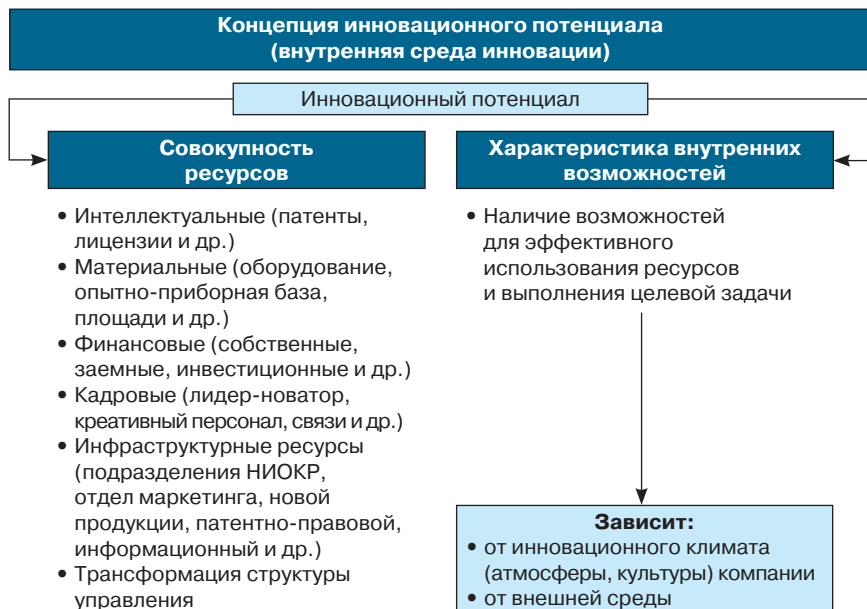 Концепция инновационного потенциала
(внутренняя среда инновации)
Инновационный потенциал
Совокупность
ресурсов
• Интеллектуальные (патенты,
лицензии и др.)
• Материальные (оборудование,
опытно-приборная база,
площади и др.)
• Финансовые (собственные,
заемные, инвестиционные и др.)
• Кадровые (лидер-новатор,
креативный персонал, связи и др.)
• Инфраструктурные ресурсы
(подразделения НИОКР,
отдел маркетинга, новой
продукции, патентно-правовой,
информационный и др.)
• Трансформация структуры
управления
Характеристика внутренних
возможностей
• Наличие возможностей
для эффективного
использования ресурсов
и выполнения целевой задачи
Зависит:
• от инновационного климата
(атмосферы, культуры) компании
• от внешней среды